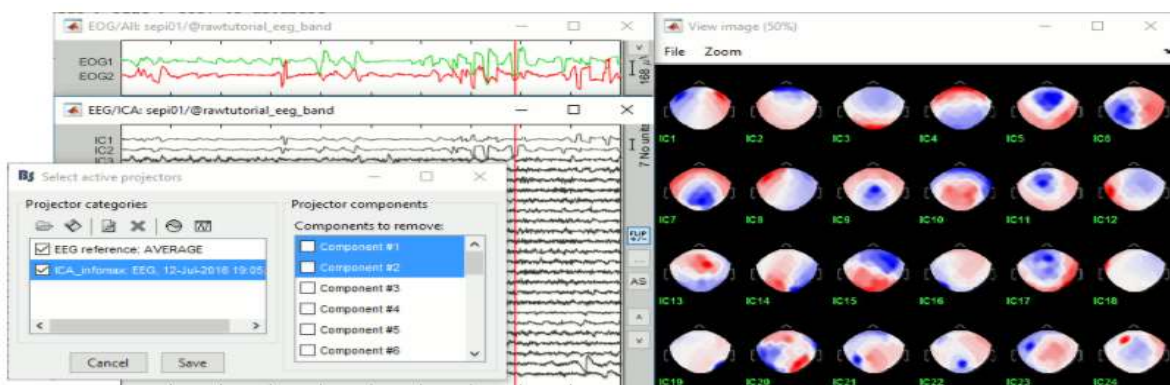 EOG/All: sepi01/@rawtutorial_eeg_band
EOG1
EOG2
168 µV
EEG/ICA: sepi01/@rawtutorial_eeg_band
IC1
IC2
IC3
7 No units
FLIP
+/-
...
AS
Select active projectors
Projector categories
EEG reference: AVERAGE
ICA_infomax: EEG, 12-Jul-2016 19:05
Cancel
Save
Projector components
Components to remove:
Component #1
Component #2
Component #3
Component #4
Component #5
Component #6
View image (50%)
File Zoom
IC1 IC2 IC3 IC4 IC5 IC6
IC7 IC8 IC9 IC10 IC11 IC12
IC13 IC14 IC15 IC16 IC17 IC18
IC19 IC20 IC21 IC22 IC23 IC24